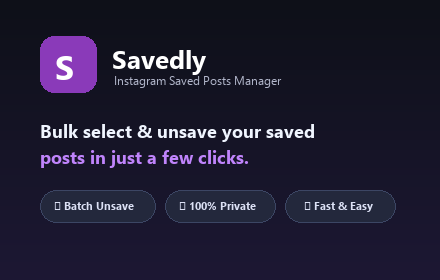 S
Savedly
Instagram Saved Posts Manager
Bulk select & unsave your saved
posts in just a few clicks.
▯ Batch Unsave
▯ 100% Private
▯ Fast & Easy